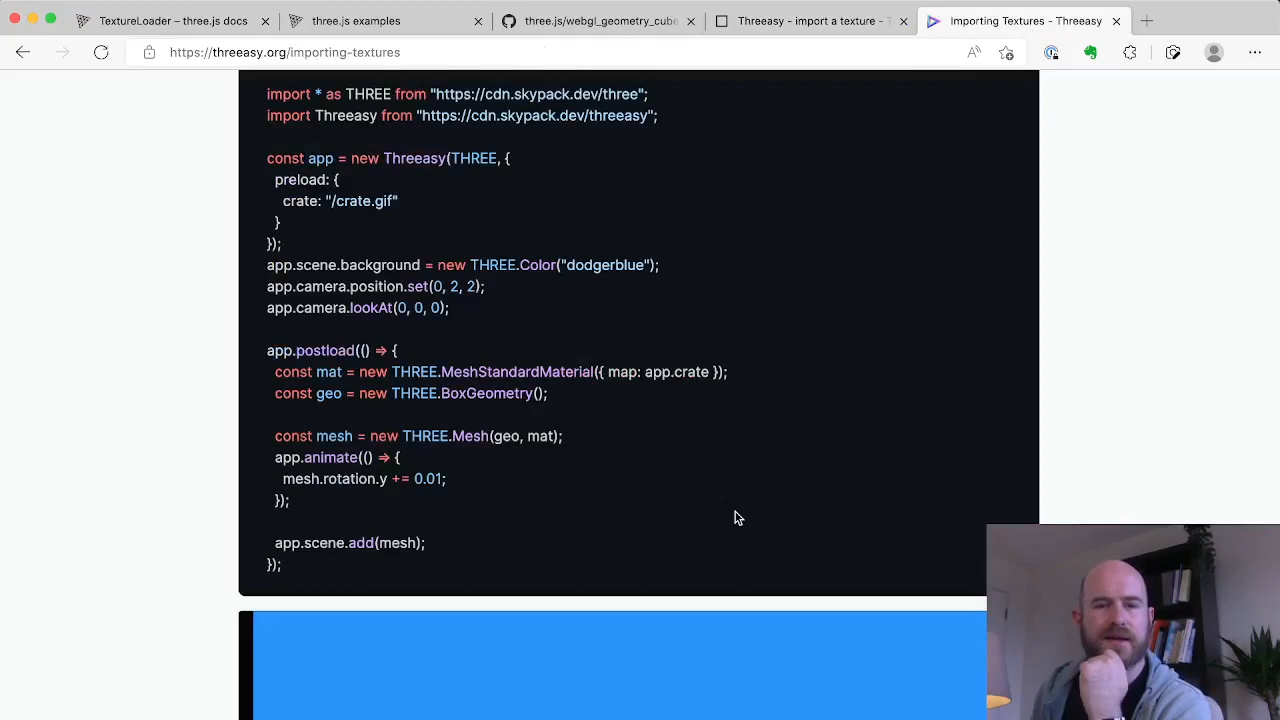 TextureLoader – three.js docs
three.js examples
three.js/webgl_geometry_cube
Threeasy - import a texture -
Importing Textures - Threeasy
https://threeasy.org/importing-textures
import * as THREE from "https://cdn.skypack.dev/three";
import Threeasy from "https://cdn.skypack.dev/threeasy";
const app = new Threeasy(THREE, {
preload: {
crate: "/crate.gif"
}
});
app.scene.background = new THREE.Color("dodgerblue");
app.camera.position.set(0, 2, 2);
app.camera.lookAt(0, 0, 0);
app.postload(() => {
const mat = new THREE.MeshStandardMaterial({ map: app.crate });
const geo = new THREE.BoxGeometry();
const mesh = new THREE.Mesh(geo, mat);
app.animate(() => {
mesh.rotation.y += 0.01;
});
app.scene.add(mesh);
});